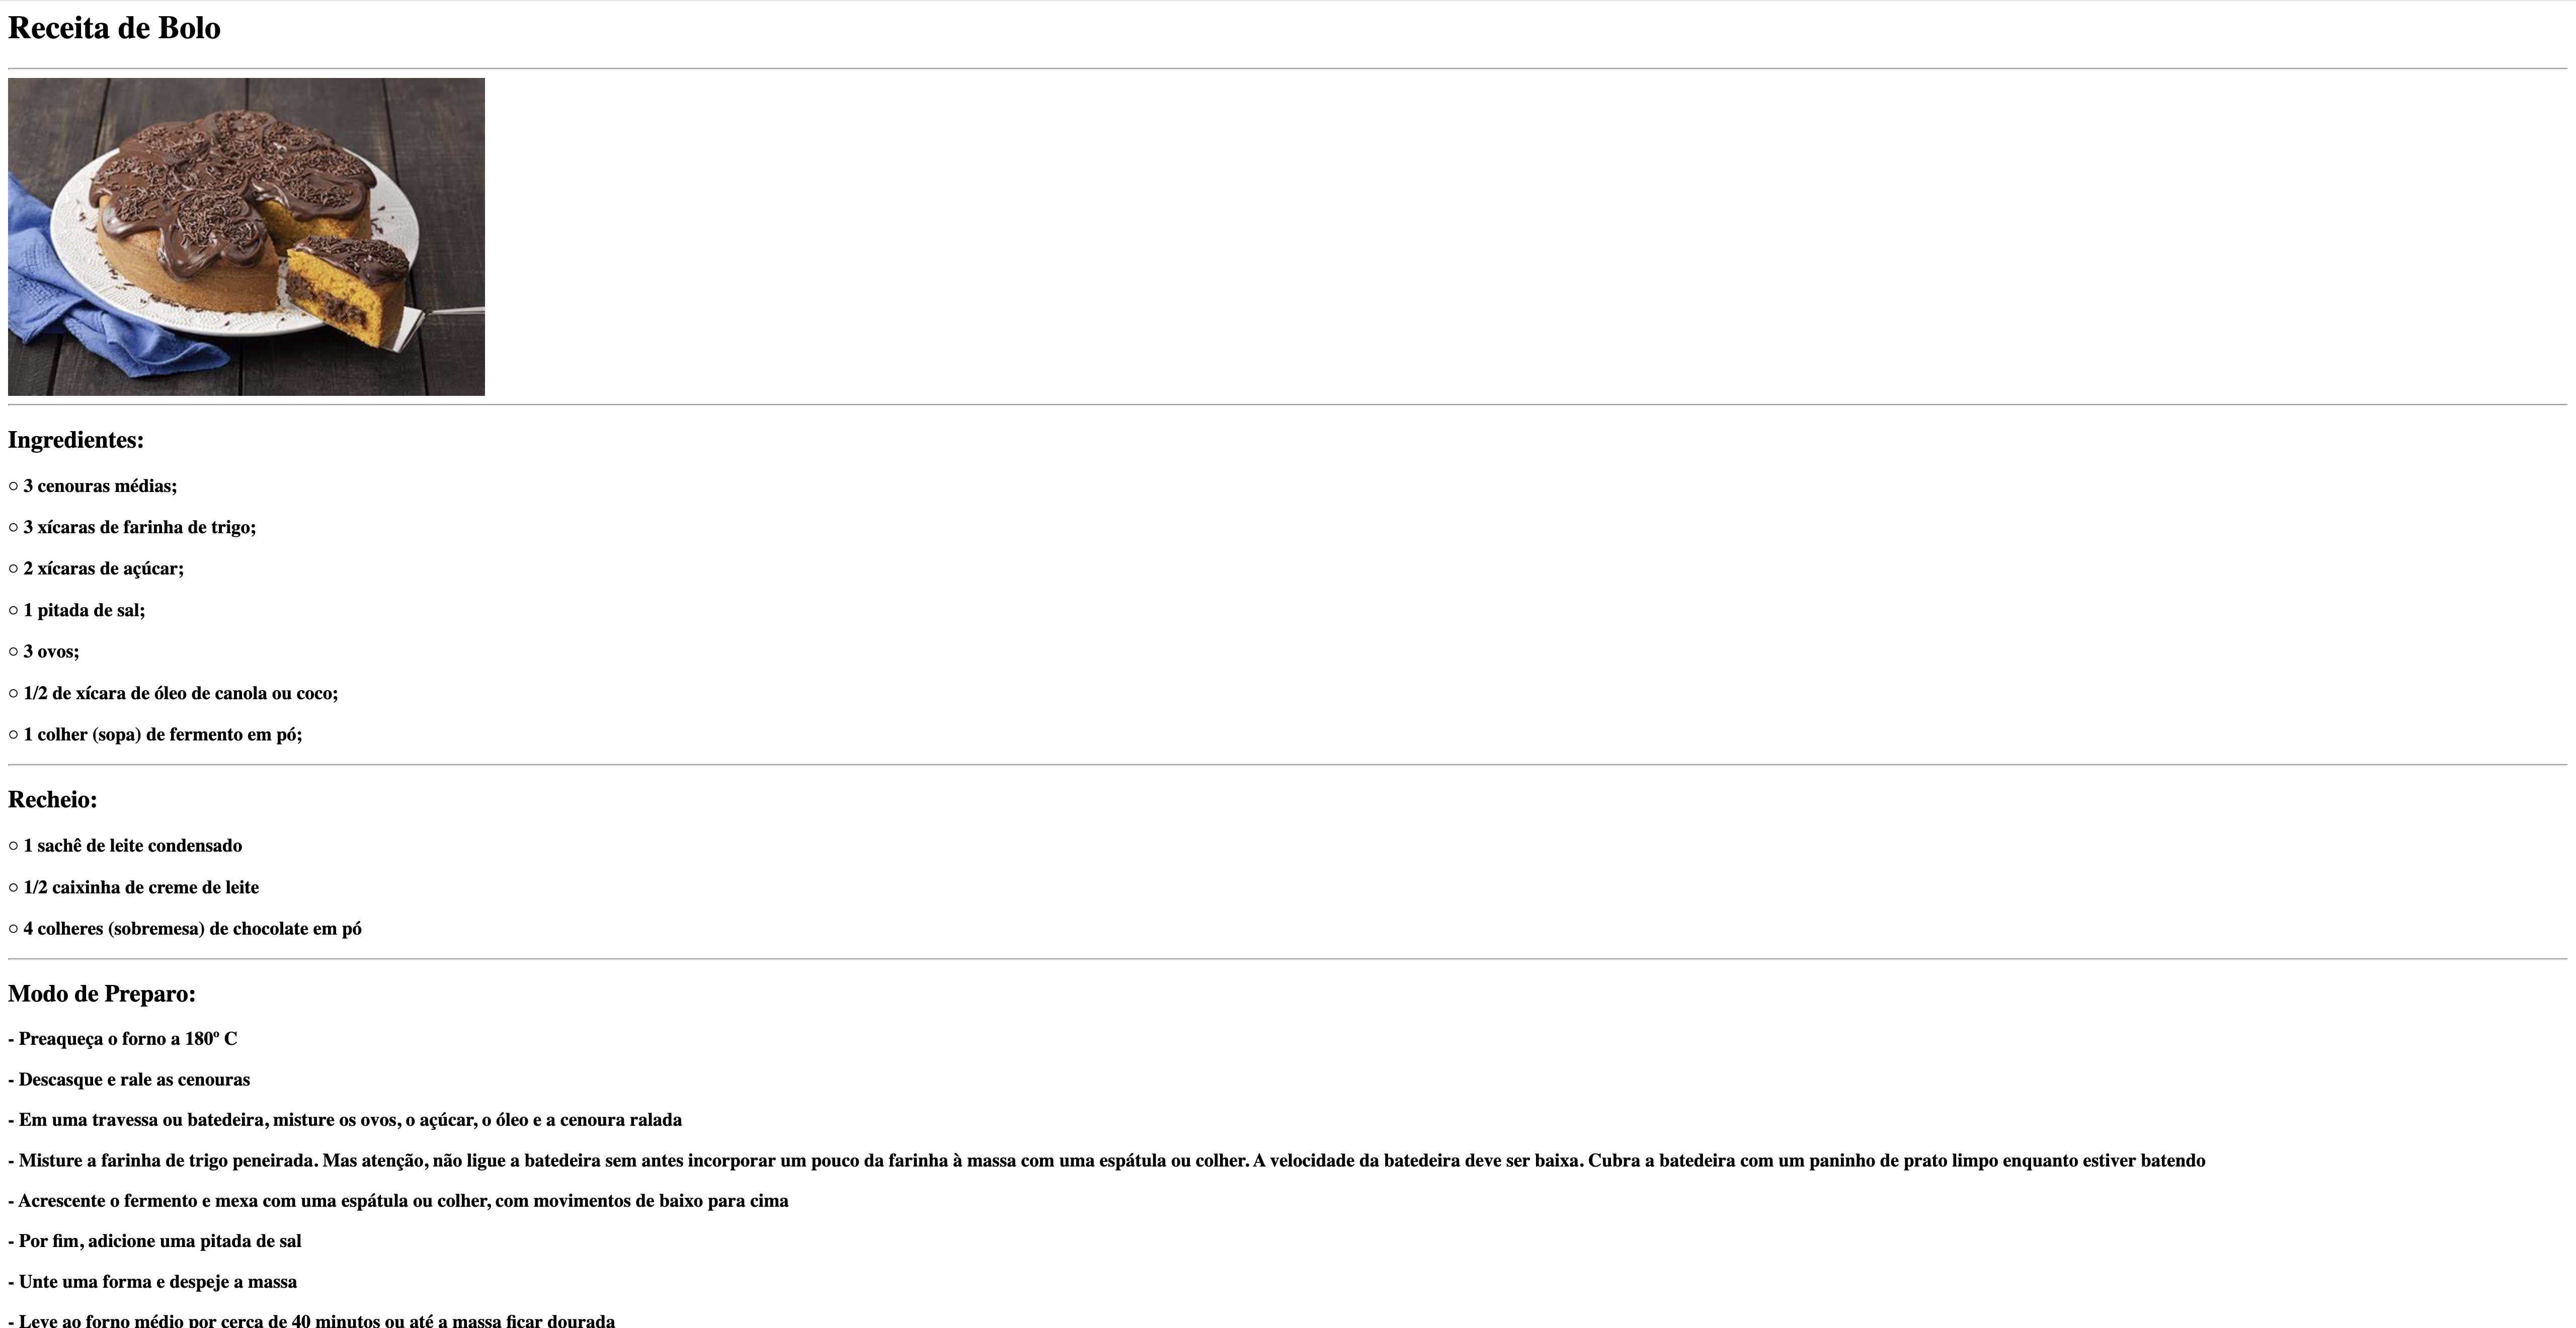 Receita de Bolo
Ingredientes:
○ 3 cenouras médias;
○ 3 xícaras de farinha de trigo;
○ 2 xícaras de açúcar;
○ 1 pitada de sal;
○ 3 ovos;
○ 1/2 de xícara de óleo de canola ou coco;
○ 1 colher (sopa) de fermento em pó;
Recheio:
○ 1 sachê de leite condensado
○ 1/2 caixinha de creme de leite
○ 4 colheres (sobremesa) de chocolate em pó
Modo de Preparo:
- Preaqueça o forno a 180º C
- Descasque e rale as cenouras
- Em uma travessa ou batedeira, misture os ovos, o açúcar, o óleo e a cenoura ralada
- Misture a farinha de trigo peneirada. Mas atenção, não ligue a batedeira sem antes incorporar um pouco da farinha à massa com uma espátula ou colher. A velocidade da batedeira deve ser baixa. Cubra a batedeira com um paninho de prato limpo enquanto estiver batendo
- Acrescente o fermento e mexa com uma espátula ou colher, com movimentos de baixo para cima
- Por fim, adicione uma pitada de sal
- Unte uma forma e despeje a massa
- Leve ao forno médio por cerca de 40 minutos ou até a massa ficar dourada